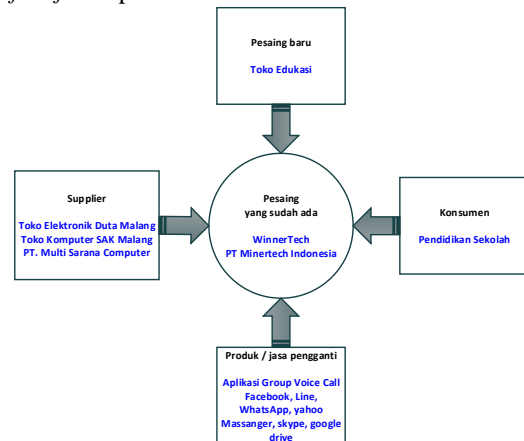 Pesaing baru
Toko Edukasi
Supplier
Toko Elektronik Duta Malang
Toko Komputer SAK Malang
PT. Multi Sarana Computer
Pesaing
yang sudah ada
WinnerTech
PT Minertech Indonesia
Konsumen
Pendidikan Sekolah
Produk / jasa pengganti
Aplikasi Group Voice Call
Facebook, Line,
WhatsApp, yahoo
Massanger, skype, google
drive